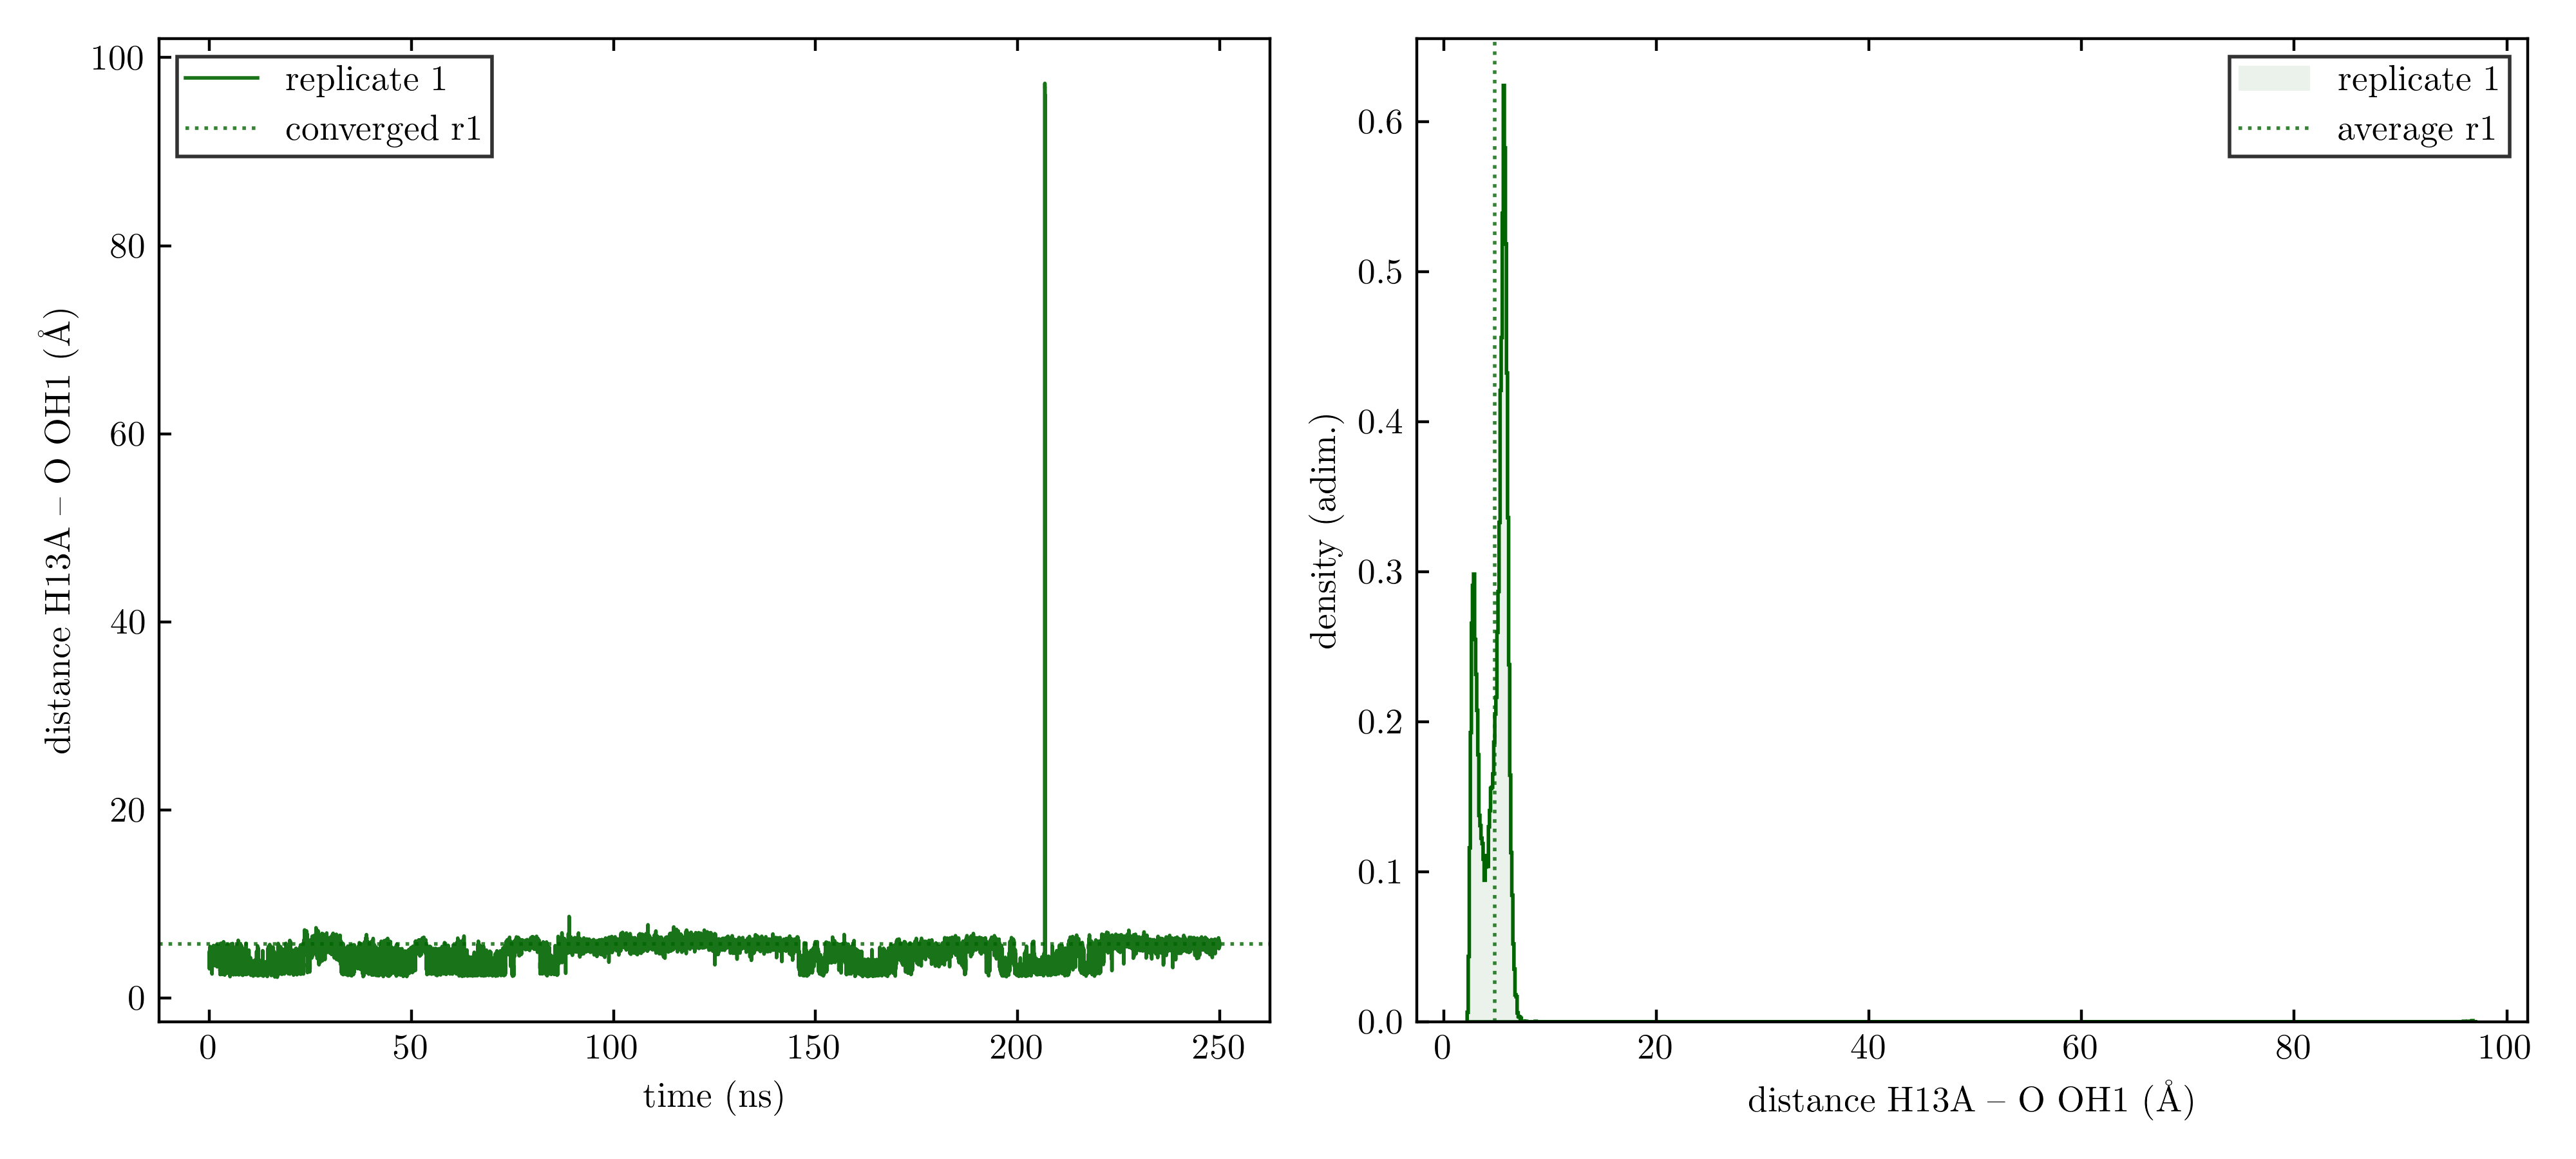 100
80
60
40
20
0
distance H13A – O OH1 (Å)
replicate 1
converged r1
0 50 100 150 200 250
time (ns)
0.6
0.5
0.4
0.3
0.2
0.1
0.0
density (adim.)
replicate 1
average r1
0 20 40 60 80 100
distance H13A – O OH1 (Å)